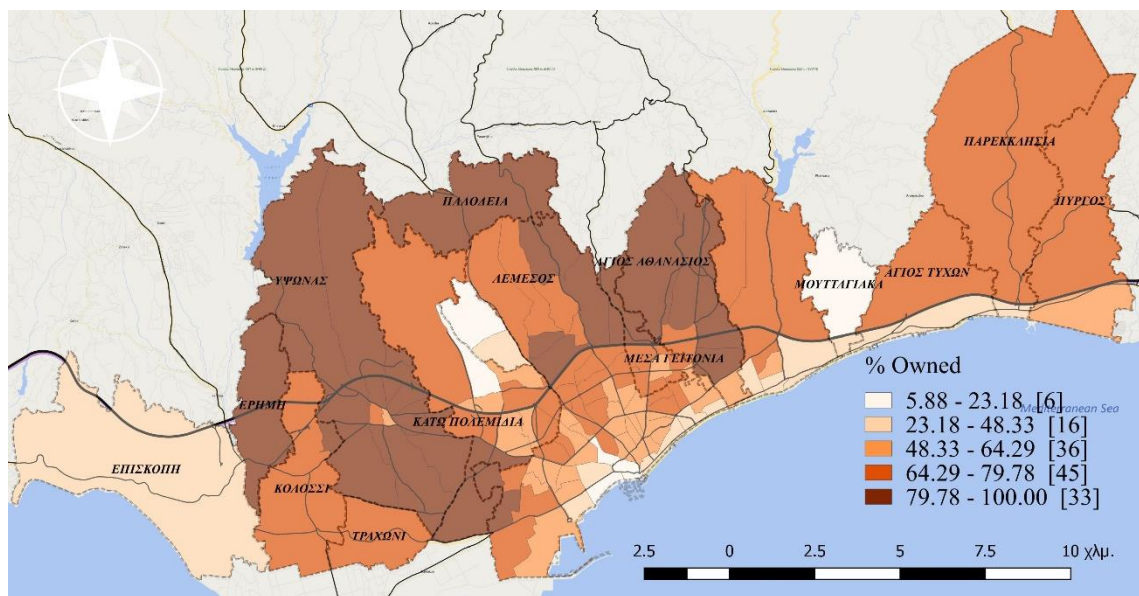 ΠΑΡΕΚΚΛΗΣΙΑ
ΠΑΛΟΔΕΙΑ
ΠΥΡΓΟΣ
ΑΓΙΟΣ ΑΘΑΝΑΣΙΟΣ
ΛΕΜΕΣΟΣ
ΑΓΙΟΣ ΤΥΧΩΝ
ΥΨΩΝΑΣ
ΜΟΥΤΤΑΓΙΑΚΑ
ΜΕΣΑ ΓΕΙΤΟΝΙΑ
% Owned
ΕΡΗΜΗ
5.88 - 23.18 [6]
Mediterranean Sea
ΚΑΤΩ ΠΟΛΕΜΙΔΙΑ
23.18 - 48.33 [16]
48.33 - 64.29 [36]
ΕΠΙΣΚΟΠΗ
64.29 - 79.78 [45]
ΚΟΛΟΣΣΙ
79.78 - 100.00 [33]
ΤΡΑΧΩΝΙ
2.5 0 2.5 5 7.5 10 χλμ.